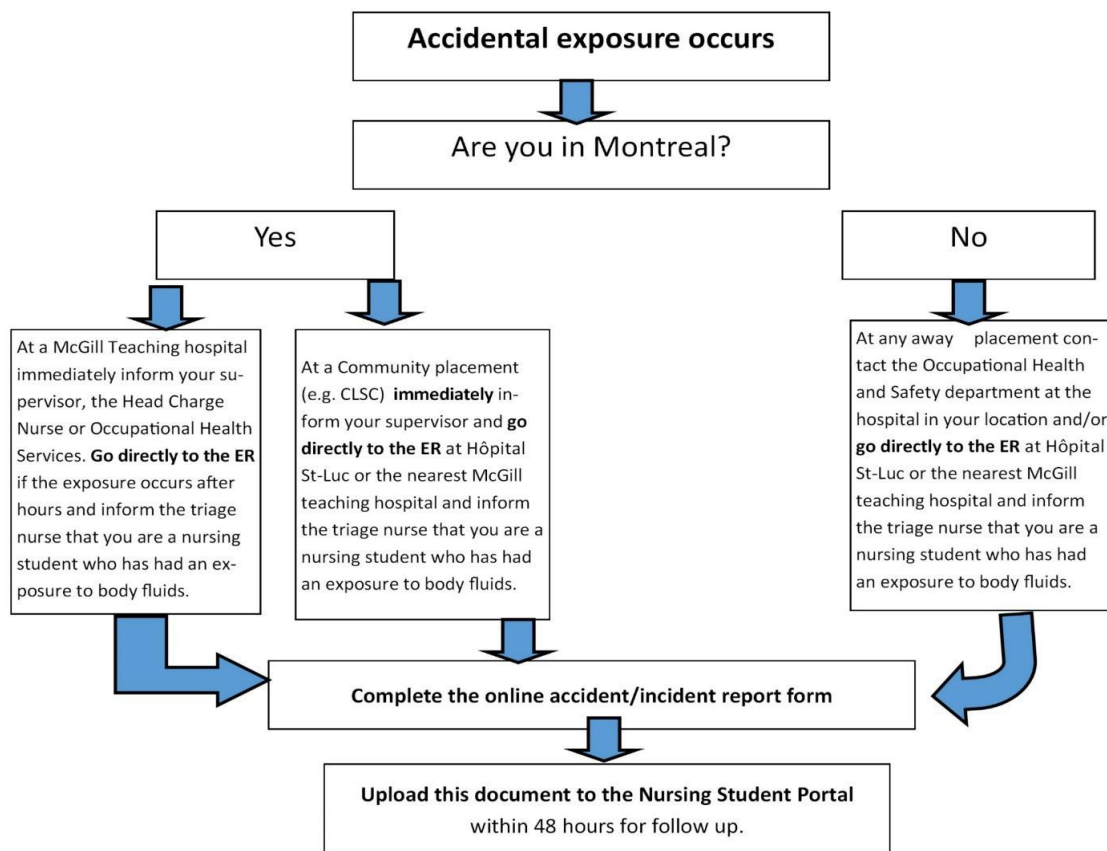 Accidental exposure occurs
Are you in Montreal?
Yes
No
At a McGill Teaching hospital
immediately inform your su-
pervisor, the Head Charge
Nurse or Occupational Health
Services. Go directly to the ER
if the exposure occurs after
hours and inform the triage
nurse that you are a nursing
student who has had an ex-
posure to body fluids.
At a Community placement
(e.g. CLSC) immediately in-
form your supervisor and go
directly to the ER at Hôpital
St-Luc or the nearest McGill
teaching hospital and inform
the triage nurse that you are a
nursing student who has had
an exposure to body fluids.
At any away placement con-
tact the Occupational Health
and Safety department at the
hospital in your location and/or
go directly to the ER at Hôpital
St-Luc or the nearest McGill
teaching hospital and inform
the triage nurse that you are a
nursing student who has had
an exposure to body fluids.
Complete the online accident/incident report form
Upload this document to the Nursing Student Portal
within 48 hours for follow up.